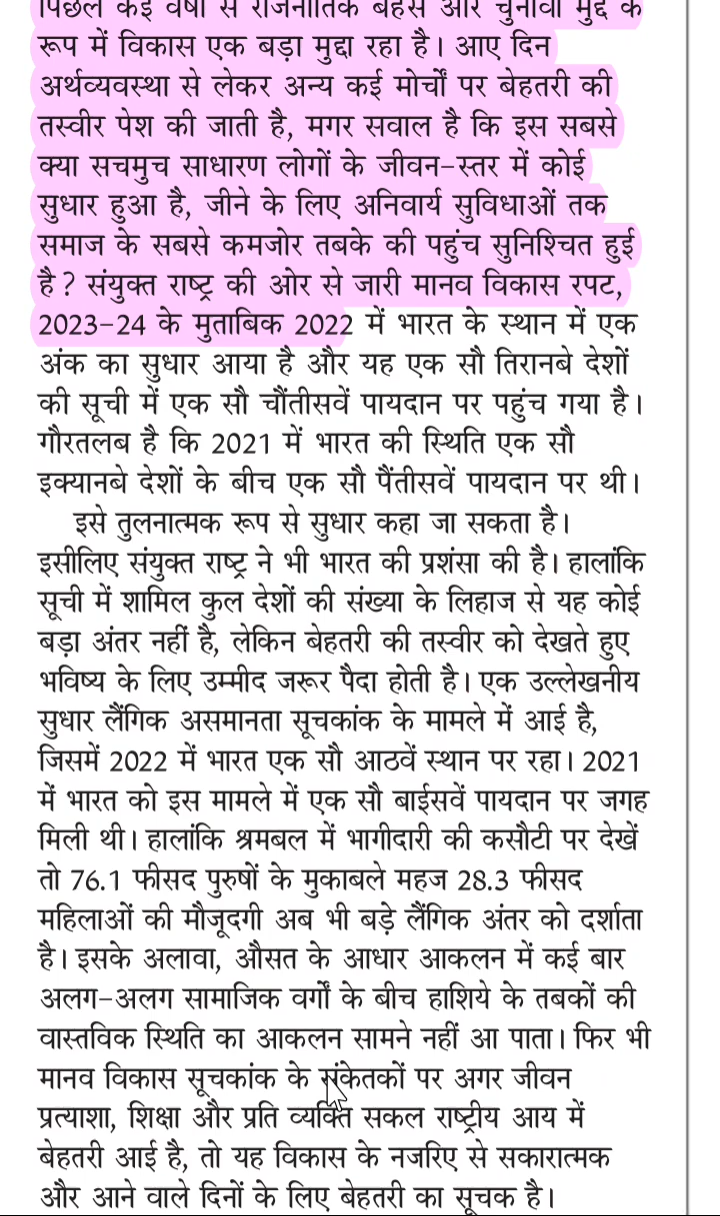 पिछले कई वर्षों से राजनीतिक बहस और चुनावी मुद्दे के
रूप में विकास एक बड़ा मुद्दा रहा है। आए दिन
अर्थव्यवस्था से लेकर अन्य कई मोर्चों पर बेहतरी की
तस्वीर पेश की जाती है, मगर सवाल है कि इस सबसे
क्या सचमुच साधारण लोगों के जीवन-स्तर में कोई
सुधार हुआ है, जीने के लिए अनिवार्य सुविधाओं तक
समाज के सबसे कमजोर तबके की पहुंच सुनिश्चित हुई
है? संयुक्त राष्ट्र की ओर से जारी मानव विकास रपट,
2023-24 के मुताबिक 2022 में भारत के स्थान में एक
अंक का सुधार आया है और यह एक सौ तिरानबे देशों
की सूची में एक सौ चौंतीसवें पायदान पर पहुंच गया है।
गौरतलब है कि 2021 में भारत की स्थिति एक सौ
इक्यानबे देशों के बीच एक सौ पैंतीसवें पायदान पर थी।
इसे तुलनात्मक रूप से सुधार कहा जा सकता है।
इसीलिए संयुक्त राष्ट्र ने भी भारत की प्रशंसा की है। हालांकि
सूची में शामिल कुल देशों की संख्या के लिहाज से यह कोई
बड़ा अंतर नहीं है, लेकिन बेहतरी की तस्वीर को देखते हुए
भविष्य के लिए उम्मीद जरूर पैदा होती है। एक उल्लेखनीय
सुधार लैंगिक असमानता सूचकांक के मामले में आई है,
जिसमें 2022 में भारत एक सौ आठवें स्थान पर रहा। 2021
में भारत को इस मामले में एक सौ बाईसवें पायदान पर जगह
मिली थी। हालांकि श्रमबल में भागीदारी की कसौटी पर देखें
तो 76.1 फीसद पुरुषों के मुकाबले महज 28.3 फीसद
महिलाओं की मौजूदगी अब भी बड़े लैंगिक अंतर को दर्शाता
है। इसके अलावा, औसत के आधार आकलन में कई बार
अलग-अलग सामाजिक वर्गों के बीच हाशिये के तबकों की
वास्तविक स्थिति का आकलन सामने नहीं आ पाता। फिर भी
मानव विकास सूचकांक के संकेतकों पर अगर जीवन
प्रत्याशा, शिक्षा और प्रति व्यक्ति सकल राष्ट्रीय आय में
बेहतरी आई है, तो यह विकास के नजरिए से सकारात्मक
और आने वाले दिनों के लिए बेहतरी का सूचक है।